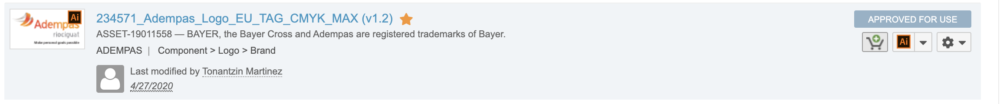 Ai
Adempas
riociguat
Make personal goals possible
234571_Adempas_Logo_EU_TAG_CMYK_MAX (v1.2)
APPROVED FOR USE
ASSET-19011558 — BAYER, the Bayer Cross and Adempas are registered trademarks of Bayer.
Ai
ADEMPAS | Component > Logo > Brand
Last modified by Tonantzin Martinez
4/27/2020